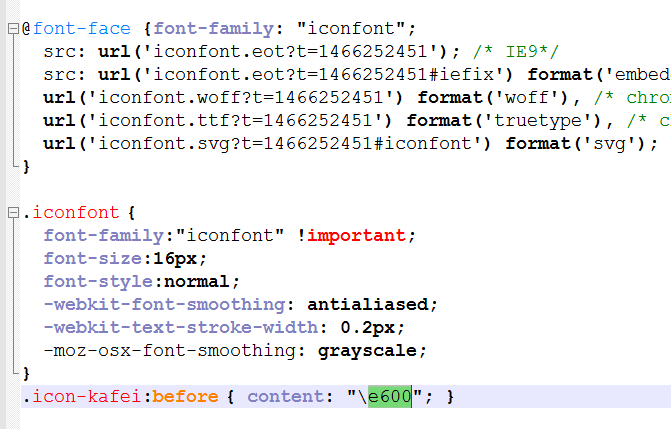 @font-face {font-family: "iconfont";
  src: url('iconfont.eot?t=1466252451'); /* IE9*/
  src: url('iconfont.eot?t=1466252451#iefix') format('embed
  url('iconfont.woff?t=1466252451') format('woff'), /* chro
  url('iconfont.ttf?t=1466252451') format('truetype'), /* c
  url('iconfont.svg?t=1466252451#iconfont') format('svg');
}
.iconfont {
  font-family:"iconfont" !important;
  font-size:16px;
  font-style:normal;
  -webkit-font-smoothing: antialiased;
  -webkit-text-stroke-width: 0.2px;
  -moz-osx-font-smoothing: grayscale;
}
.icon-kafei:before { content: "\e600"; }